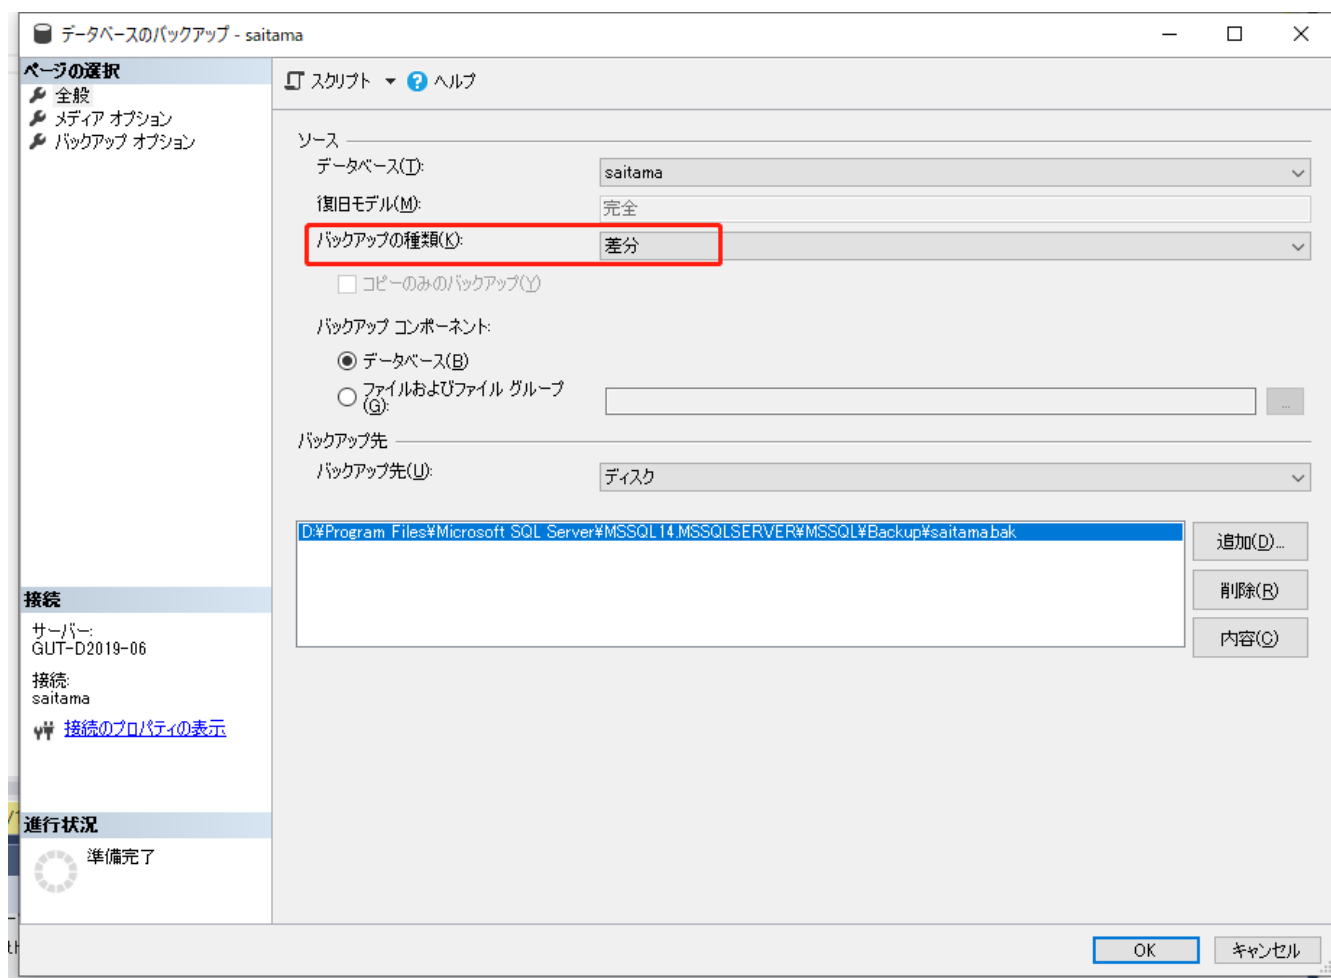 データベースのバックアップ - saitama
ページの選択
全般
メディア オプション
バックアップ オプション
スクリプト
ヘルプ
ソース
データベース(T):
saitama
復旧モデル(M):
完全
バックアップの種類(K):
差分
コピーのみのバックアップ(Y)
バックアップ コンポーネント:
データベース(B)
ファイルおよびファイル グループ
(G):
...
バックアップ先
バックアップ先(U):
ディスク
D:¥Program Files¥Microsoft SQL Server¥MSSQL14.MSSQLSERVER¥MSSQL¥Backup¥saitama.bak
追加(D)...
削除(R)
内容(C)
接続
サーバー:
GUT-D2019-06
接続:
saitama
接続のプロパティの表示
進行状況
準備完了
OK
キャンセル